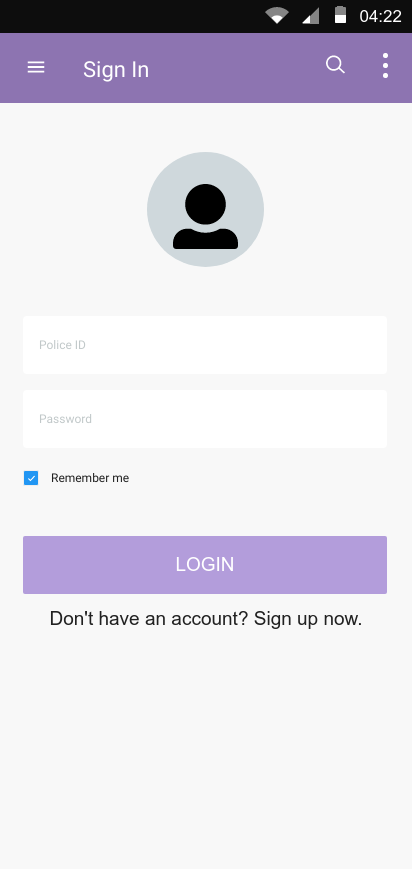 04:22
Sign In
Police ID
Password
Remember me
LOGIN
Don't have an account? Sign up now.